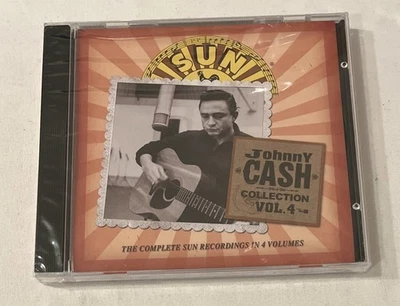 SUN
Johnny
CASH
COLLECTION
VOL. 4
THE COMPLETE SUN RECORDINGS IN 4 VOLUMES